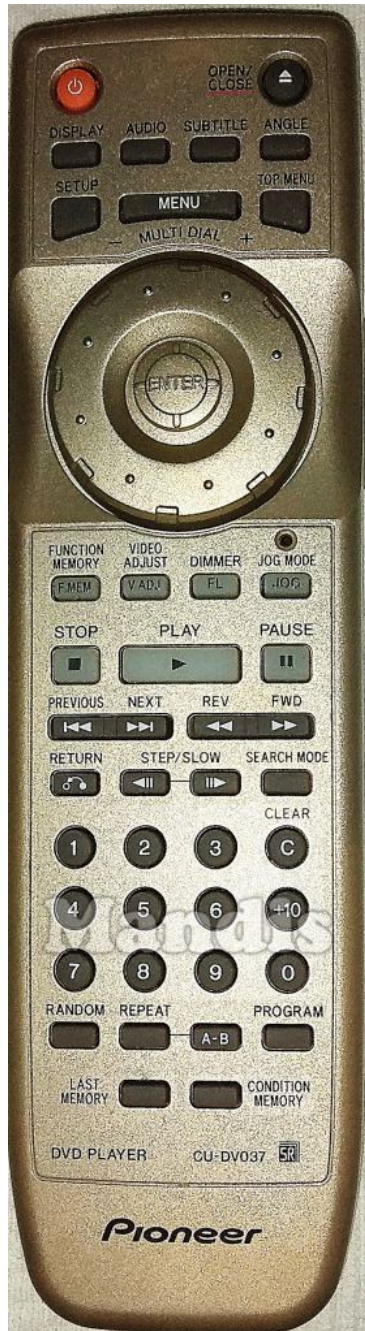 OPEN/
CLOSE
DISPLAY AUDIO SUBTITLE ANGLE
SETUP TOP MENU
MENU
− MULTI DIAL +
ENTER
FUNCTION MEMORY VIDEO ADJUST DIMMER JOG MODE
F.MEM V.ADJ FL JOG
STOP PLAY PAUSE
PREVIOUS NEXT REV FWD
RETURN STEP/SLOW SEARCH MODE
CLEAR
1 2 3 C
4 5 6 +10
Mandis
7 8 9 0
RANDOM REPEAT PROGRAM
A-B
LAST MEMORY CONDITION MEMORY
DVD PLAYER CU-DV037 SR
Pioneer